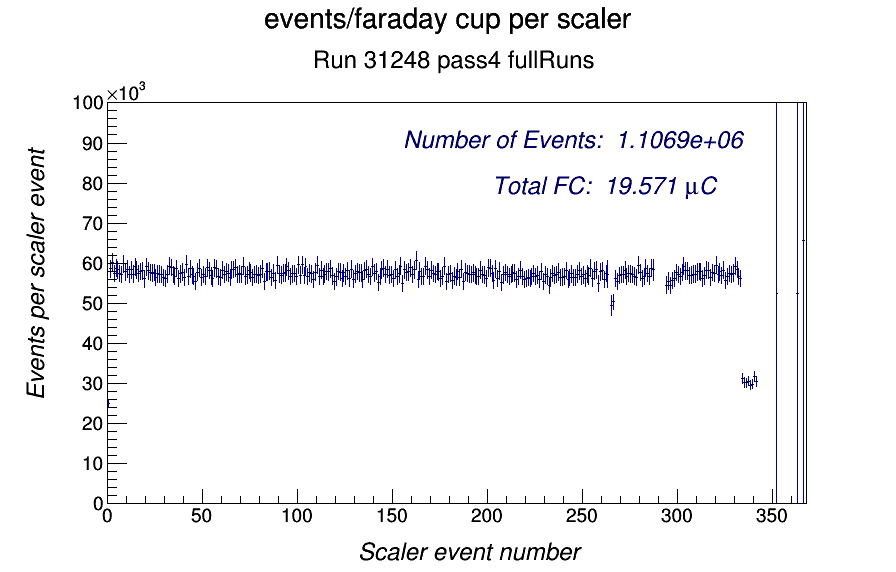 events/faraday cup per scaler
Run 31248 pass4 fullRuns
×10³
100
90
80
70
60
50
40
30
20
10
0
Events per scaler event
Number of Events: 1.1069e+06
Total FC: 19.571 μC
0 50 100 150 200 250 300 350
Scaler event number